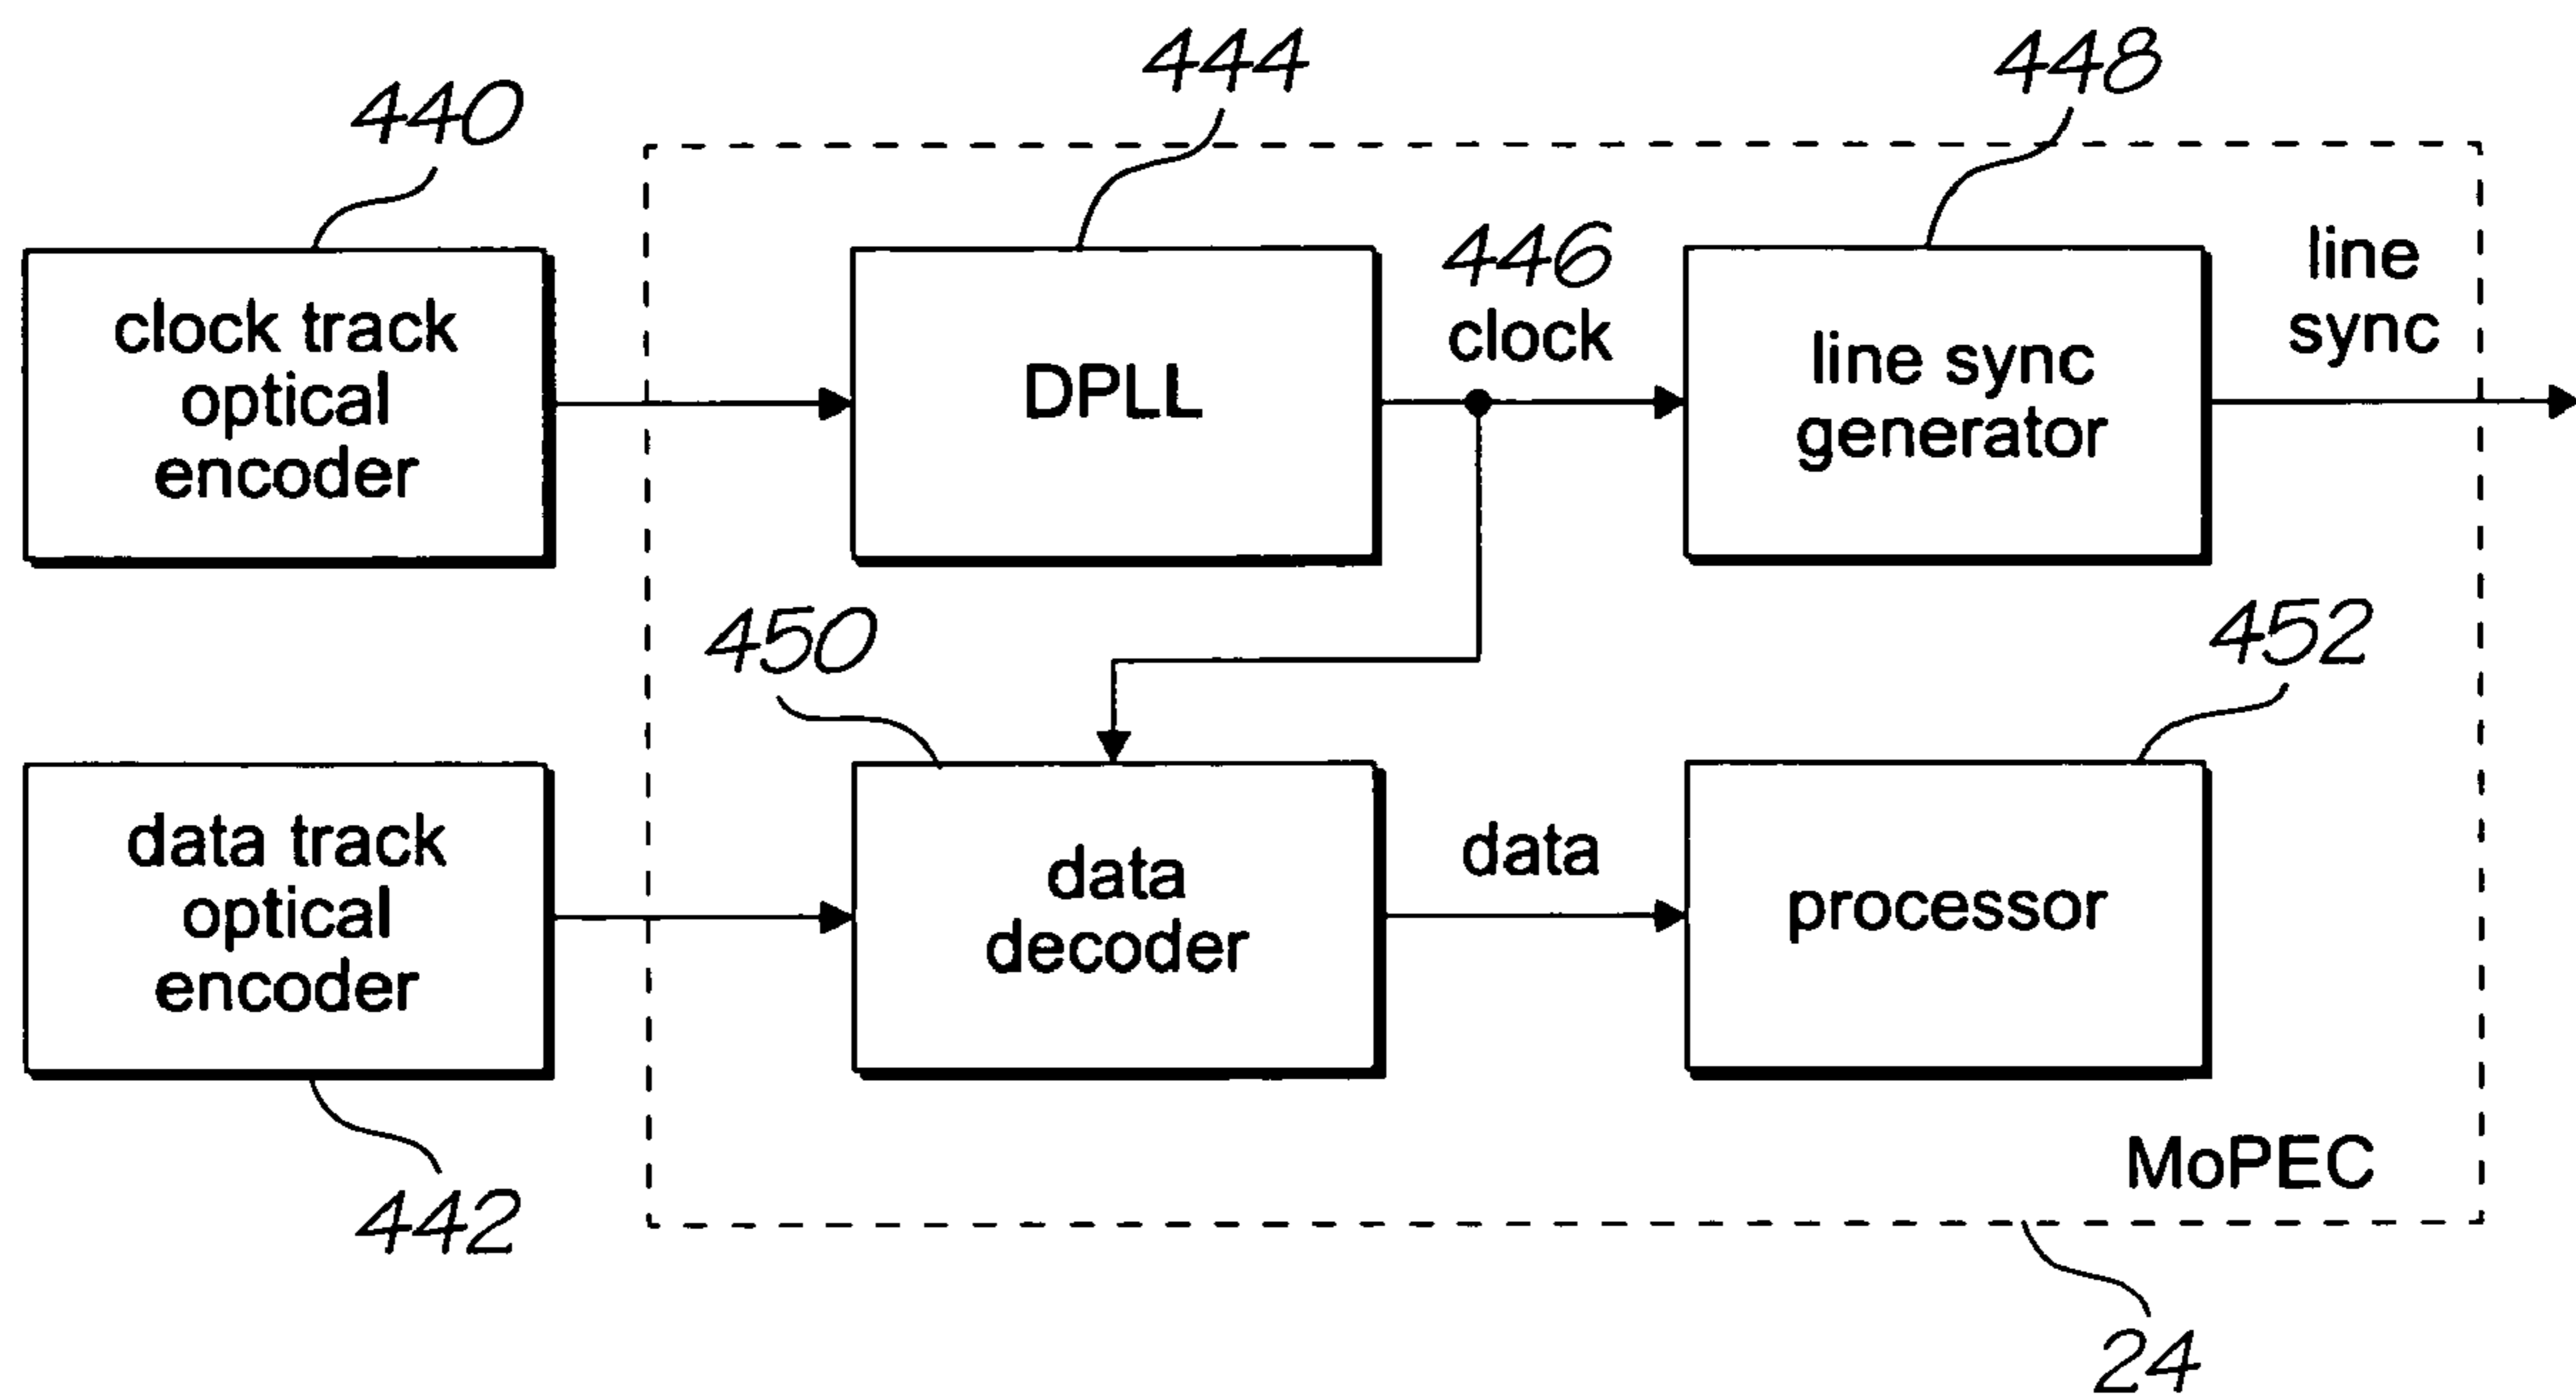 440
444
448
446
clock
line
sync
clock track
optical
encoder
DPLL
line sync
generator
450
452
data track
optical
encoder
data
decoder
data
processor
MoPEC
442
24